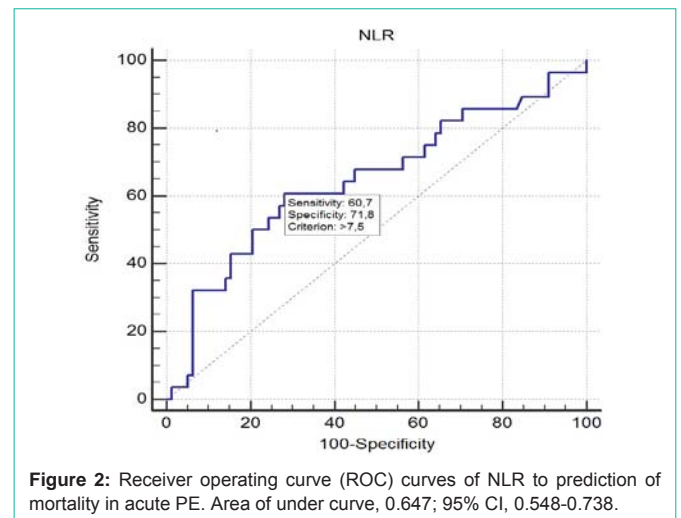 NLR
100
80
60
40
20
0
Sensitivity
Sensitivity: 60,7
Specificity: 71,8
Criterion: >7,5
0 20 40 60 80 100
100-Specificity
Figure 2: Receiver operating curve (ROC) curves of NLR to prediction of
mortality in acute PE. Area of under curve, 0.647; 95% CI, 0.548-0.738.